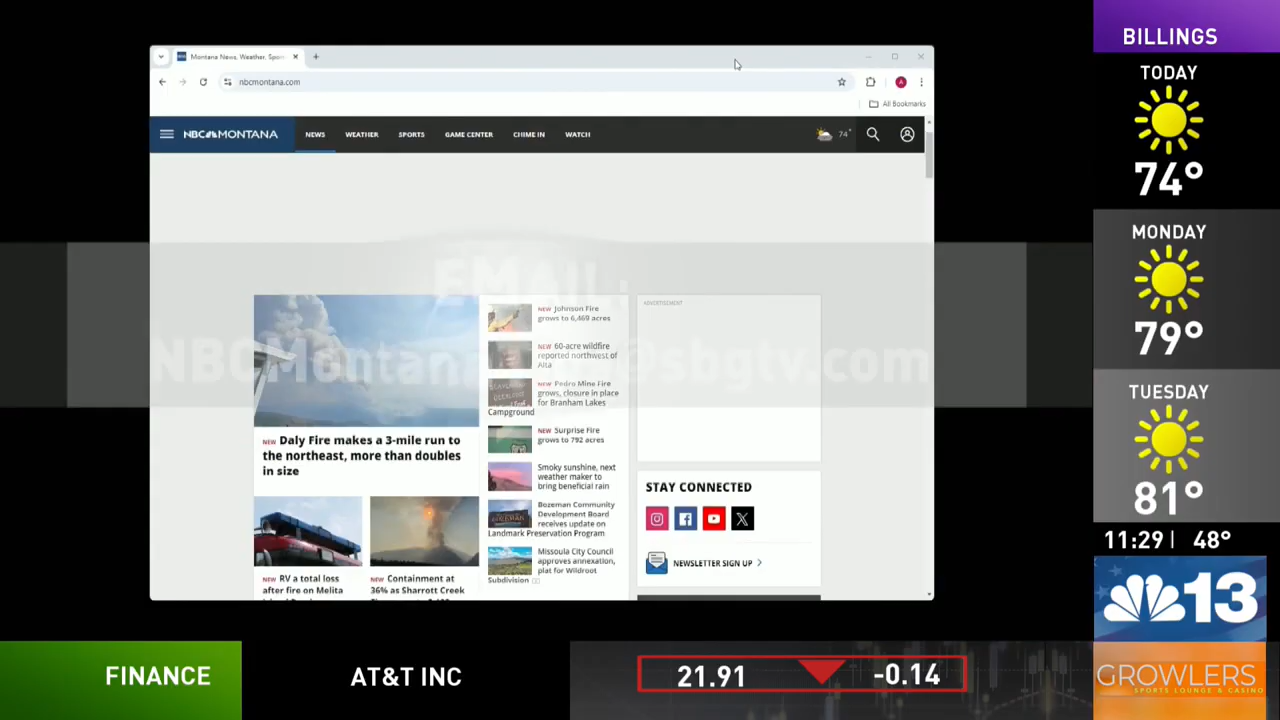 BILLINGS
TODAY
74°
MONDAY
79°
TUESDAY
81°
11:29 | 48°
13
GROWLERS
SPORTS LOUNGE & CASINO
Montana News, Weather, Spor
nbcmontana.com
All Bookmarks
NBC MONTANA
NEWS
WEATHER
SPORTS
GAME CENTER
CHIME IN
WATCH
74°
EMAIL:
NBCMontana
@sbgtv.com
NEW Daly Fire makes a 3-mile run to
the northeast, more than doubles
in size
NEW RV a total loss
after fire on Melita
NEW Containment at
36% as Sharrott Creek
NEW Johnson Fire
grows to 6,469 acres
NEW 60-acre wildfire
reported northwest of
Alta
NEW Pedro Mine Fire
grows, closure in place
for Branham Lakes
Campground
NEW Surprise Fire
grows to 792 acres
Smoky sunshine, next
weather maker to
bring beneficial rain
Bozeman Community
Development Board
receives update on
Landmark Preservation Program
Missoula City Council
approves annexation,
plat for Wildroot
Subdivision
ADVERTISEMENT
STAY CONNECTED
NEWSLETTER SIGN UP
FINANCE
AT&T INC
21.91
-0.14